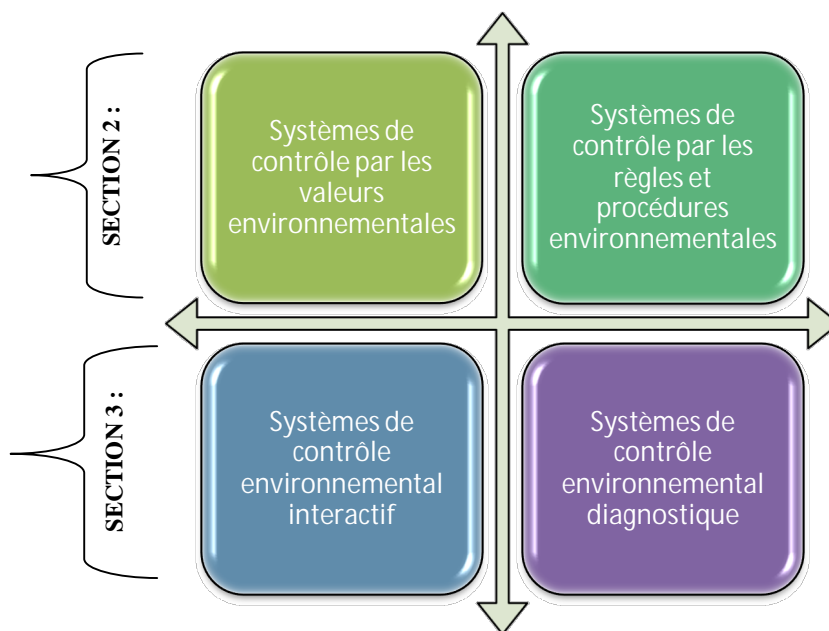 SECTION 2 :
Systèmes de
contrôle par les
valeurs
environnementales
Systèmes de
contrôle par les
règles et
procédures
environnementales
SECTION 3 :
Systèmes de
contrôle
environnemental
interactif
Systèmes de
contrôle
environnemental
diagnostique